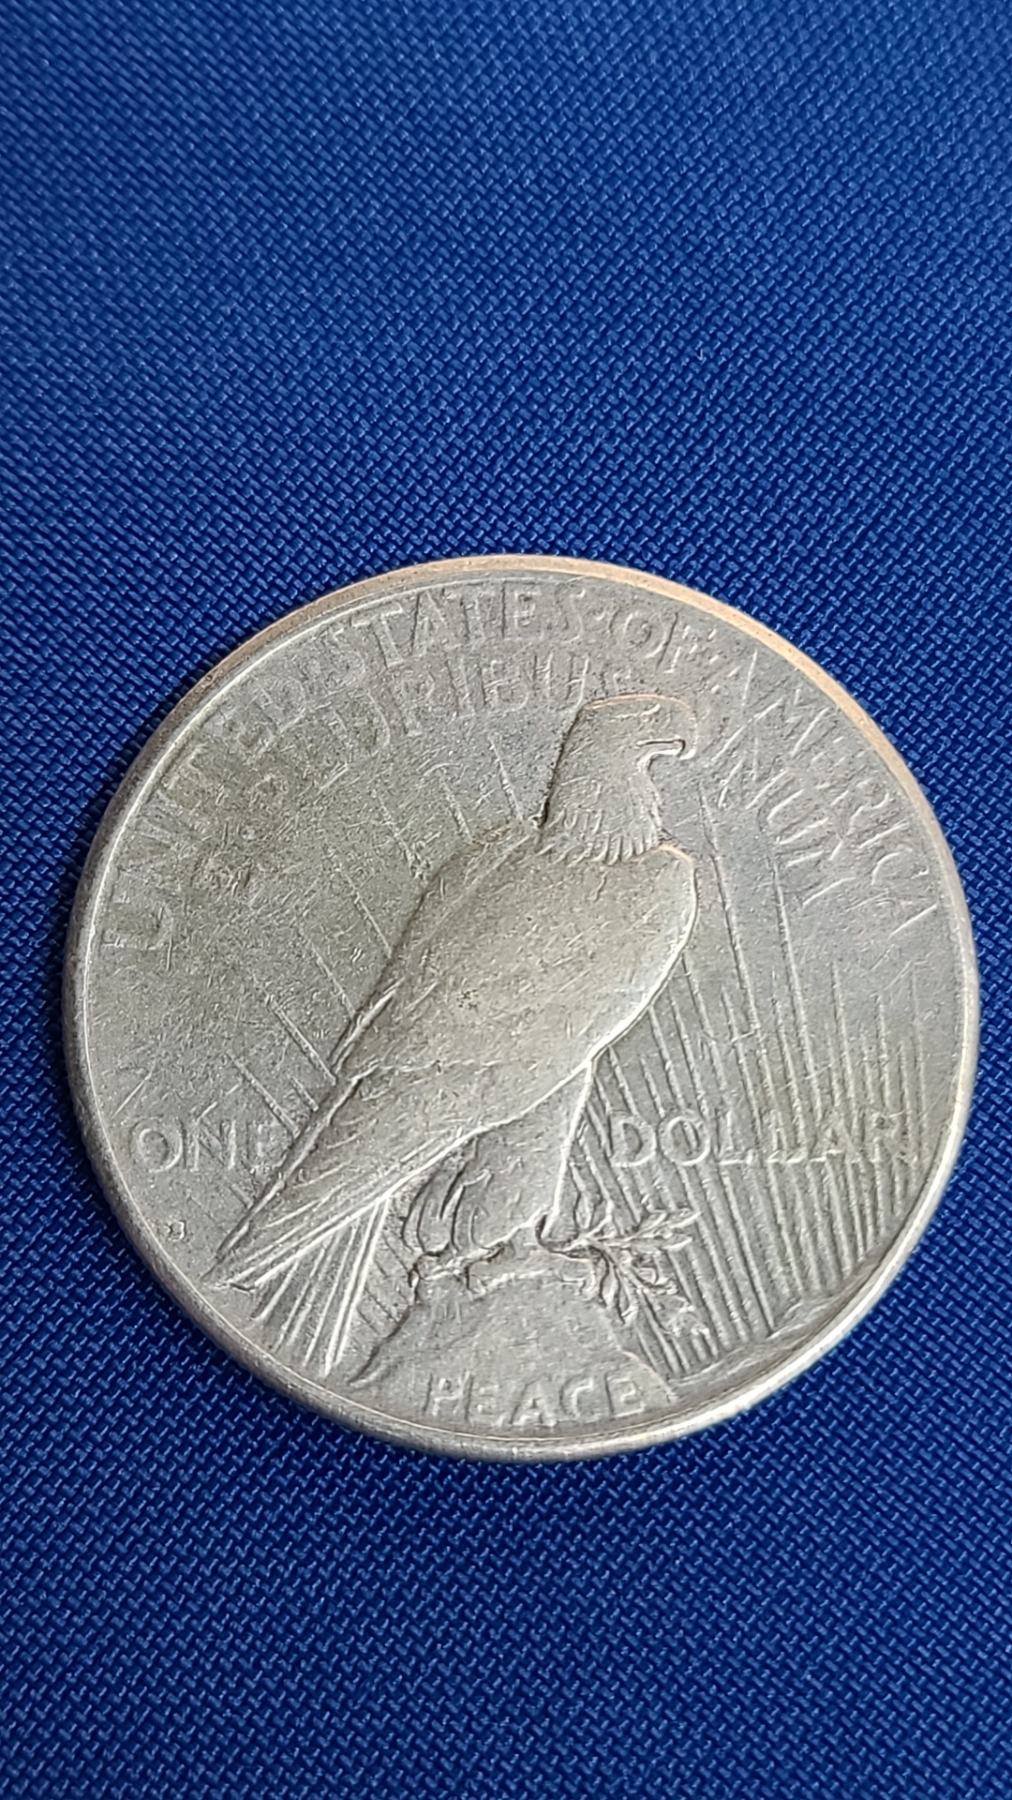 UNITED·STATES·OF·AMERICA
E PLURIBUS UNUM
ONE DOLLAR
S
PEACE